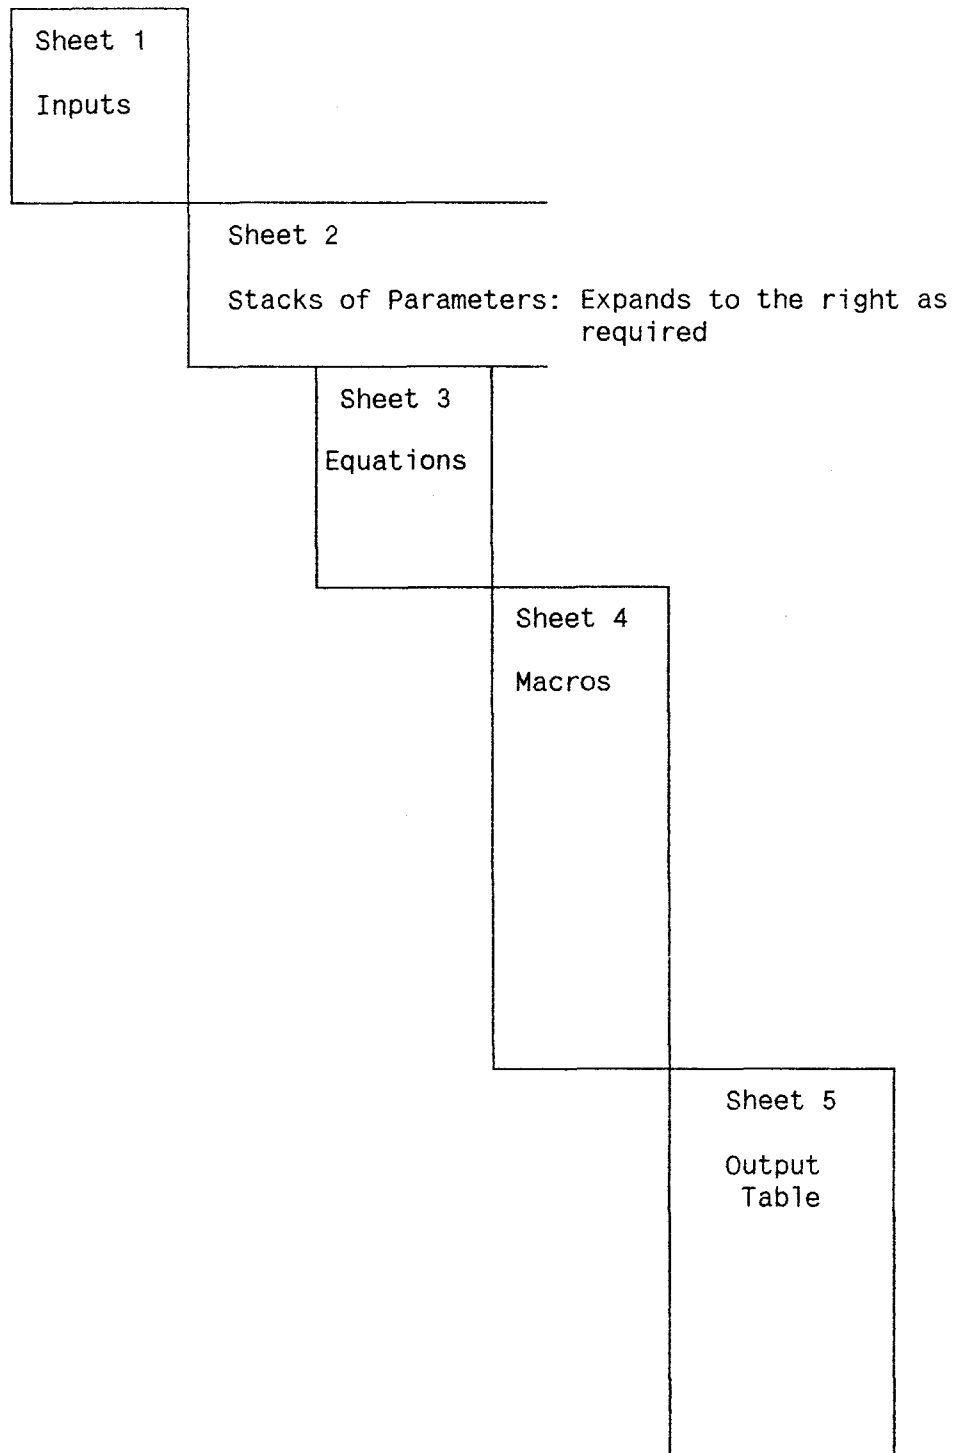 Sheet 1
Inputs
Sheet 2
Stacks of Parameters: Expands to the right as
required
Sheet 3
Equations
Sheet 4
Macros
Sheet 5
Output
Table